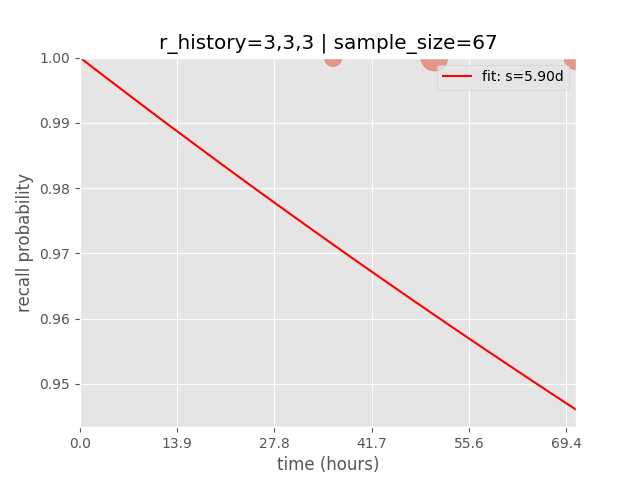 r_history=3,3,3 | sample_size=67
fit: s=5.90d
1.00
0.99
0.98
0.97
0.96
0.95
recall probability
0.0 13.9 27.8 41.7 55.6 69.4
time (hours)